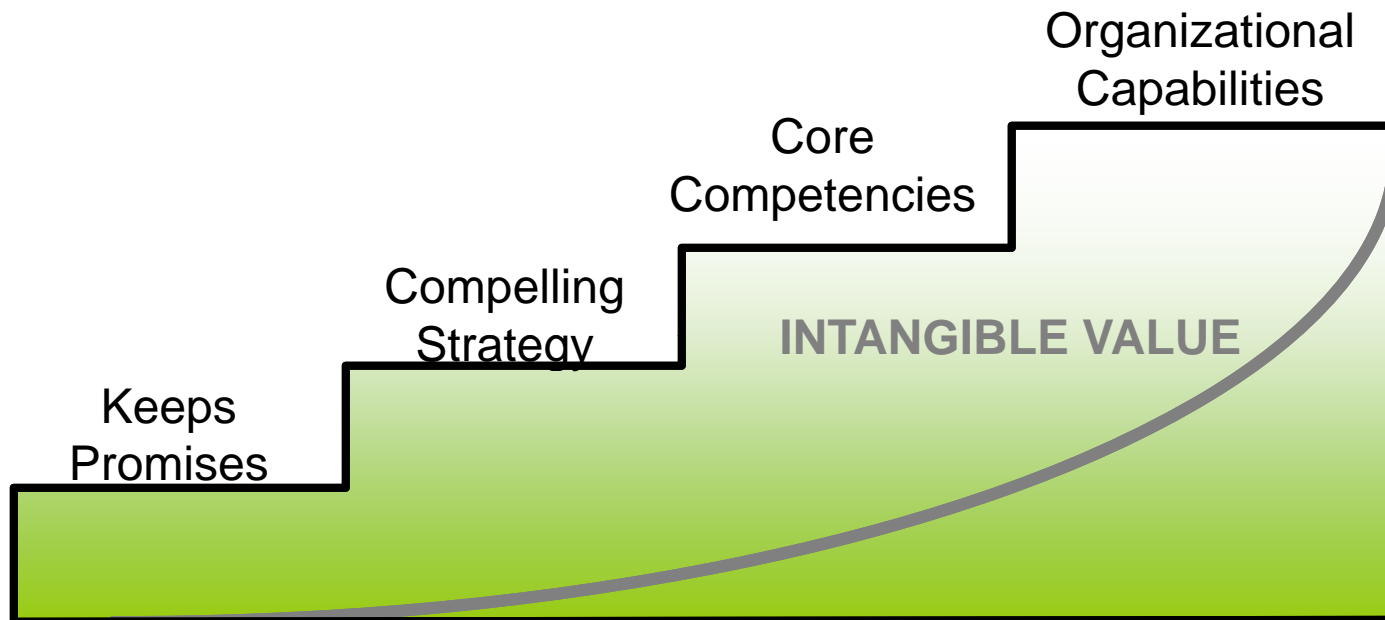 Organizational
Capabilities
Core
Competencies
Compelling
Strategy
INTANGIBLE VALUE
Keeps
Promises